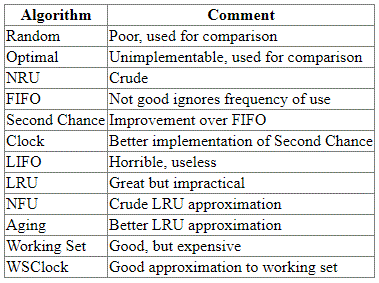 Algorithm Comment
Random Poor, used for comparison
Optimal Unimplementable, used for comparison
NRU Crude
FIFO Not good ignores frequency of use
Second Chance Improvement over FIFO
Clock Better implementation of Second Chance
LIFO Horrible, useless
LRU Great but impractical
NFU Crude LRU approximation
Aging Better LRU approximation
Working Set Good, but expensive
WSClock Good approximation to working set